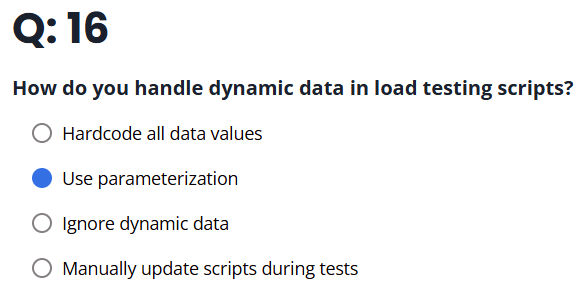 Q: 16
How do you handle dynamic data in load testing scripts?
Hardcode all data values
Use parameterization
Ignore dynamic data
Manually update scripts during tests